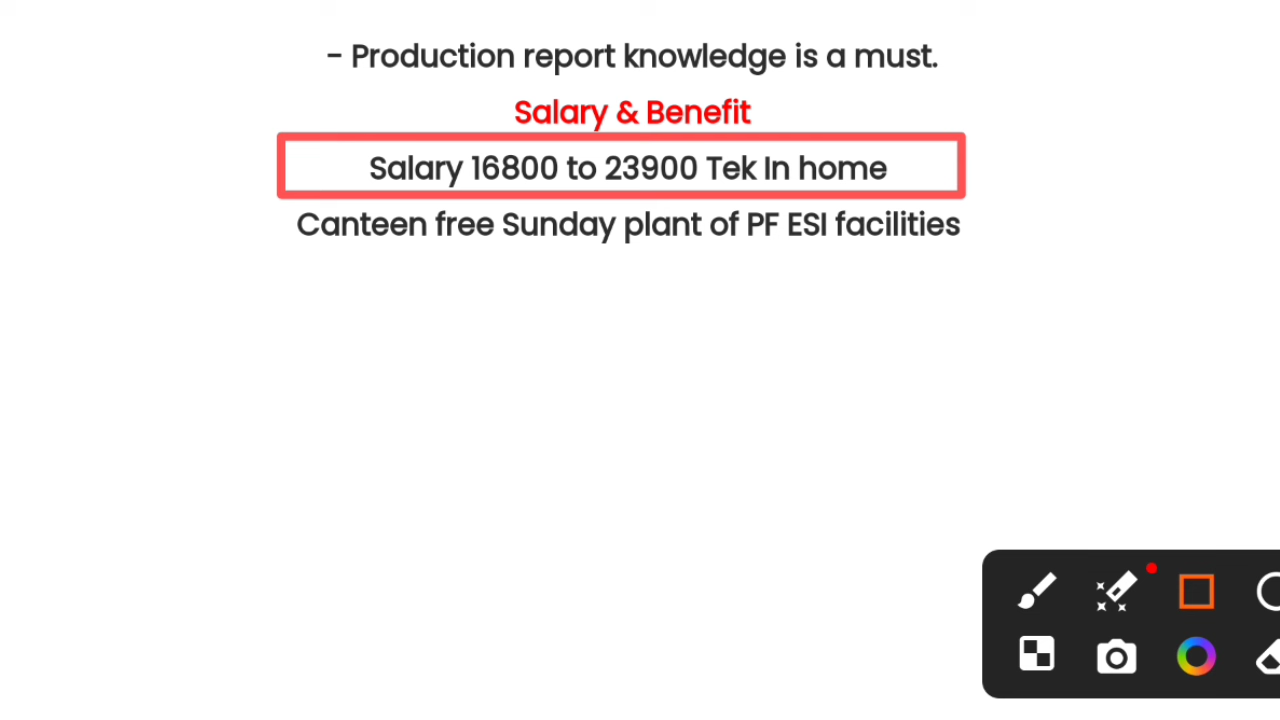 - Production report knowledge is a must.
Salary & Benefit
Salary 16800 to 23900 Tek In home
Canteen free Sunday plant of PF ESI facilities